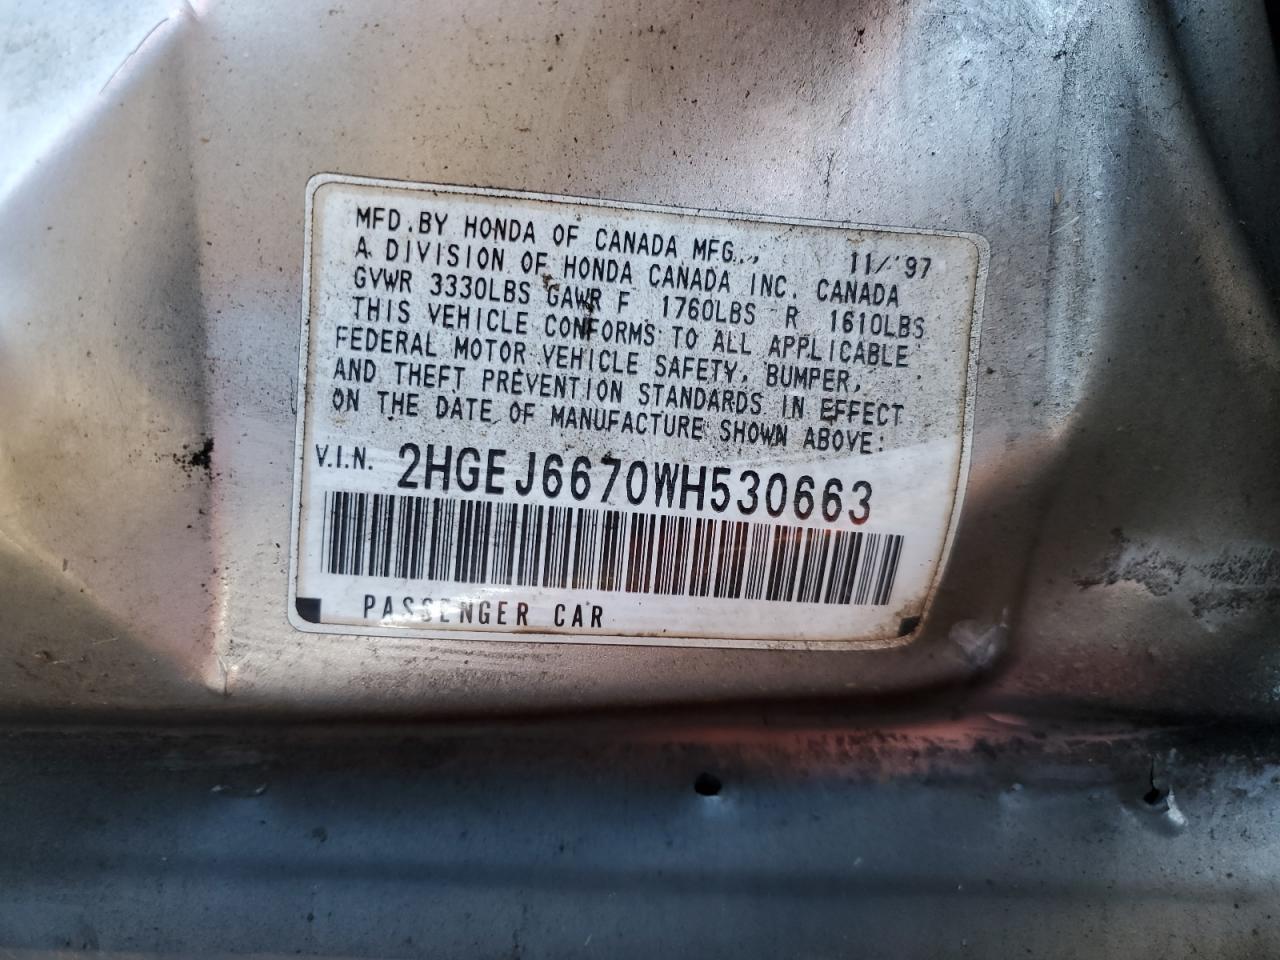 MFD.BY HONDA OF CANADA MFG., 11/'97
A DIVISION OF HONDA CANADA INC. CANADA
GVWR 3330LBS GAWR F 1760LBS R 1610LBS
THIS VEHICLE CONFORMS TO ALL APPLICABLE
FEDERAL MOTOR VEHICLE SAFETY, BUMPER,
AND THEFT PREVENTION STANDARDS IN EFFECT
ON THE DATE OF MANUFACTURE SHOWN ABOVE:
V.I.N. 2HGEJ6670WH530663
PASSENGER CAR